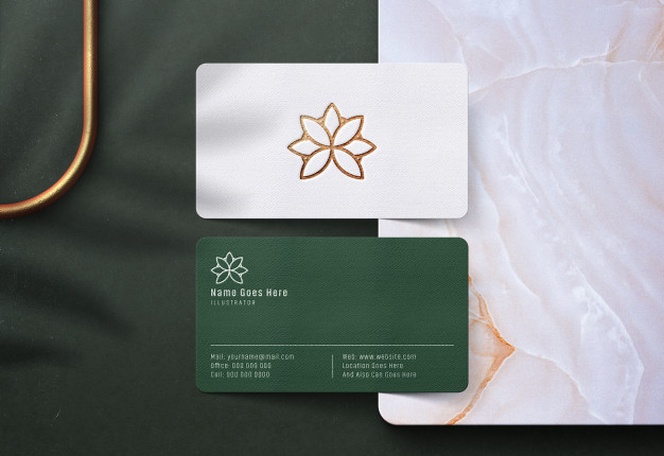 Name Goes Here
ILLUSTRATOR
Mail: yourname@mail.com
Office: 000 000 000
Call: 000 000 0000
Web: www.website.com
Location Goes Here
And Also Can Goes Here